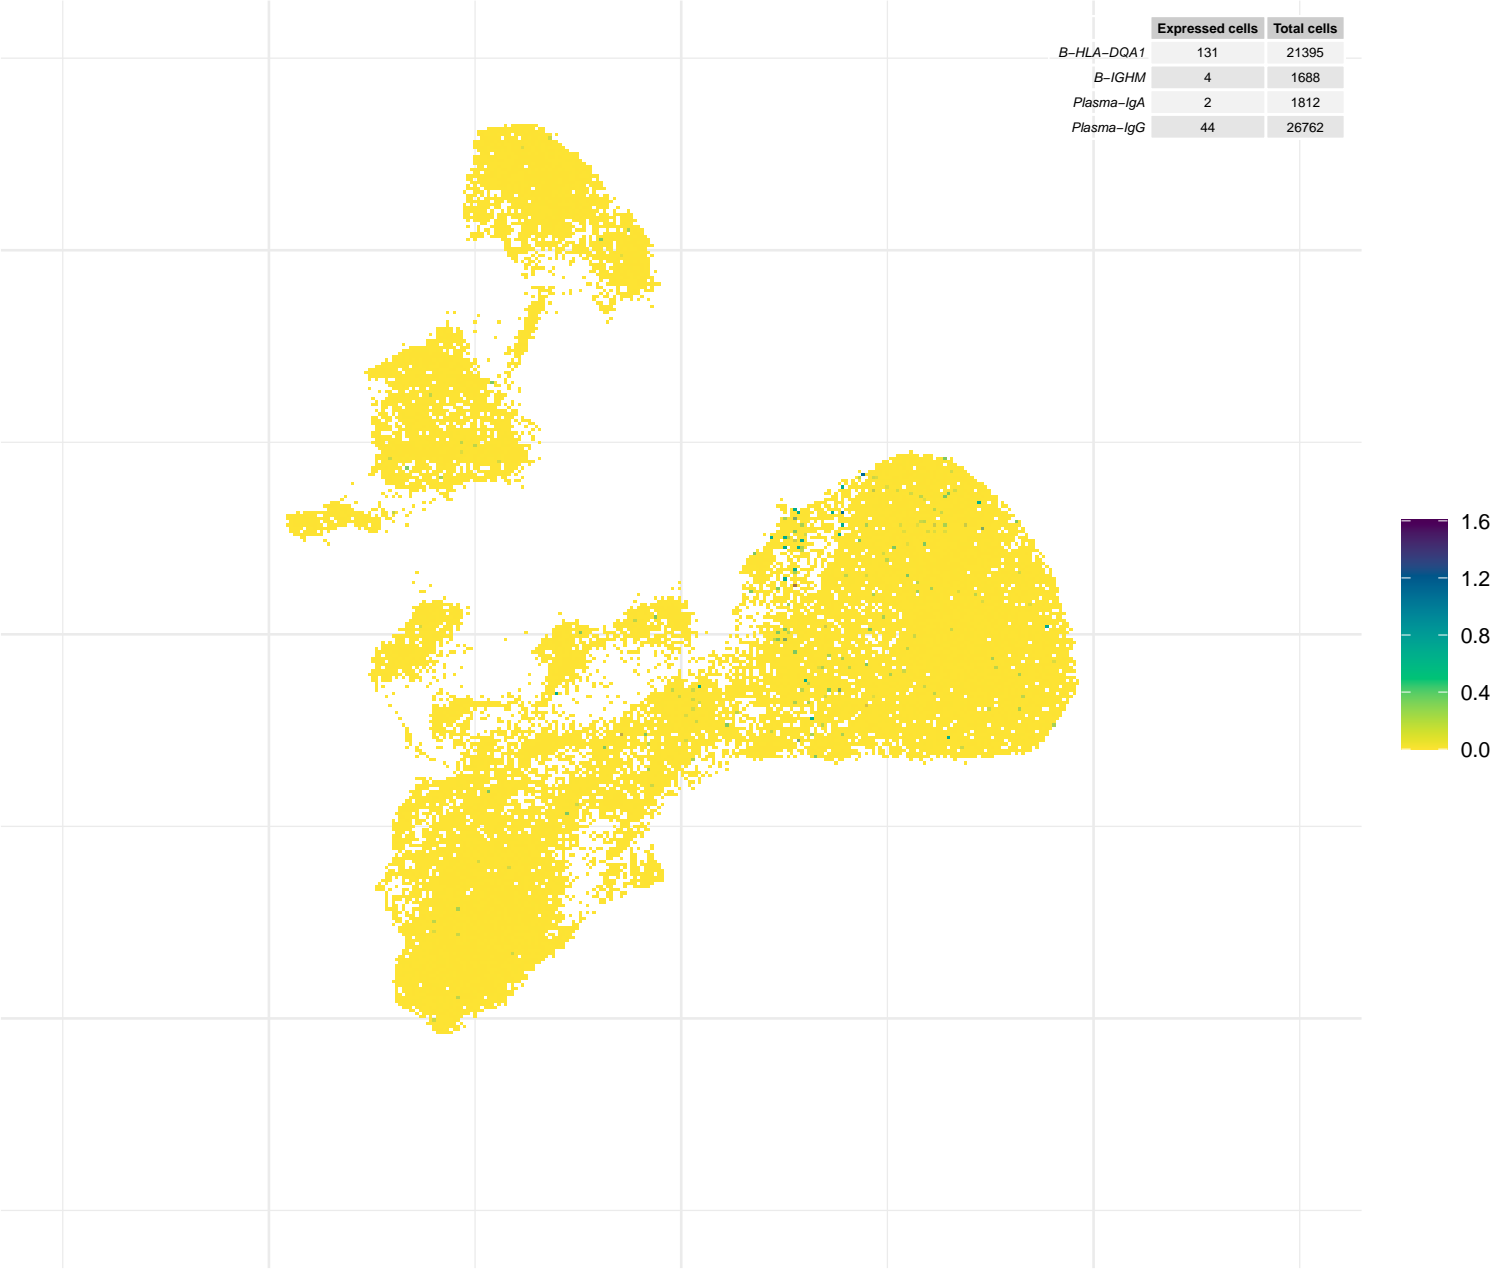 Expressed cells Total cells
B−HLA−DQA1 131 21395
B−IGHM 4 1688
Plasma−IgA 2 1812
Plasma−IgG 44 26762
1.6
1.2
0.8
0.4
0.0